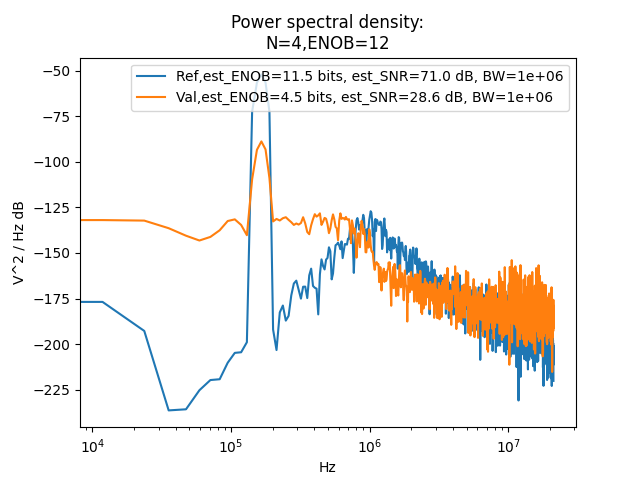 Power spectral density:
N=4,ENOB=12
Ref,est_ENOB=11.5 bits, est_SNR=71.0 dB, BW=1e+06
Val,est_ENOB=4.5 bits, est_SNR=28.6 dB, BW=1e+06
V^2 / Hz dB
−50
−75
−100
−125
−150
−175
−200
−225
10^4
10^5
10^6
10^7
Hz